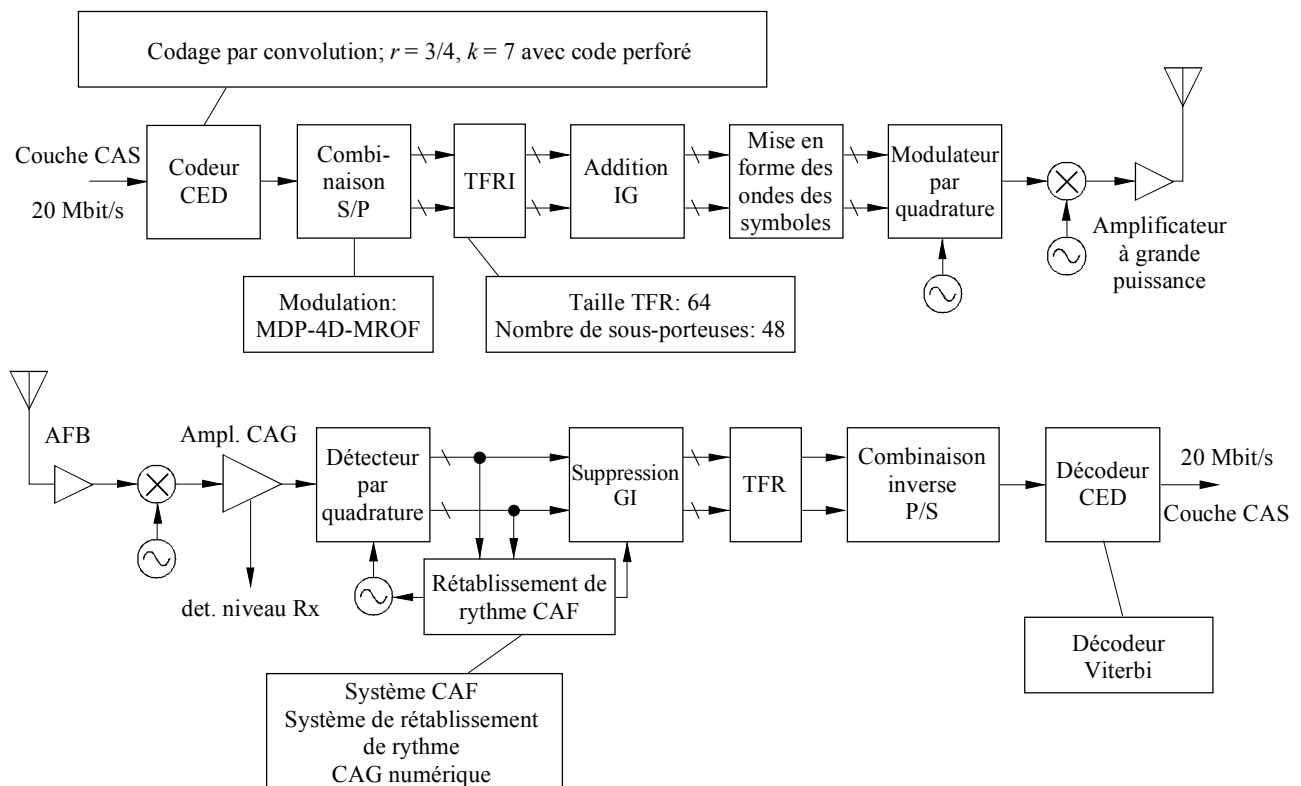 Codage par convolution; r = 3/4, k = 7 avec code perforé
Couche CAS
20 Mbit/s
Codeur
CED
Combi-
naison
S/P
TFRI
Addition
IG
Mise en
forme des
ondes des
symboles
Modulateur
par
quadrature
Amplificateur
à grande
puissance
Modulation:
MDP-4D-MROF
Taille TFR: 64
Nombre de sous-porteuses: 48
AFB
Ampl. CAG
det. niveau Rx
Détecteur
par
quadrature
Suppression
GI
TFR
Combinaison
inverse
P/S
Décodeur
CED
20 Mbit/s
Couche CAS
Rétablissement de
rythme CAF
Système CAF
Système de rétablissement
de rythme
CAG numérique
Décodeur
Viterbi